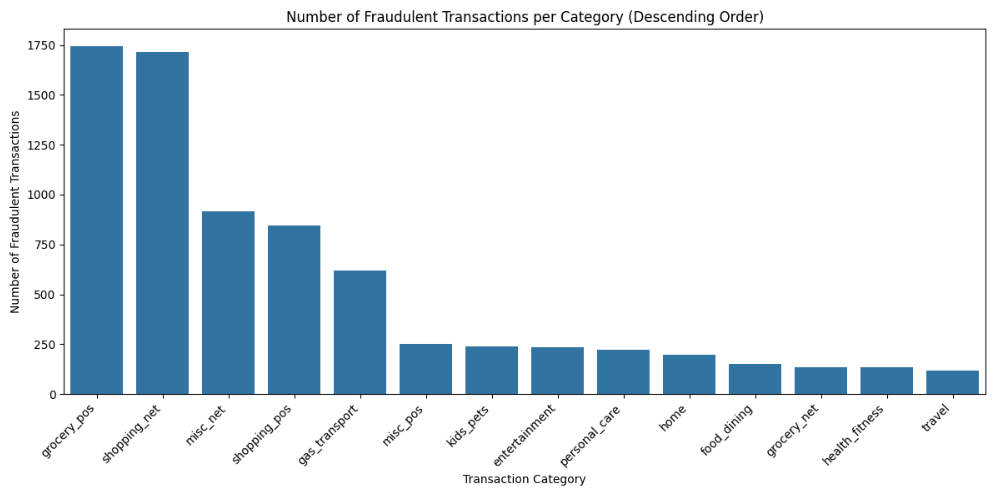 Number of Fraudulent Transactions per Category (Descending Order)
Number of Fraudulent Transactions
1750
1500
1250
1000
750
500
250
0
grocery_pos
shopping_net
misc_net
shopping_pos
gas_transport
misc_pos
kids_pets
entertainment
personal_care
home
food_dining
grocery_net
health_fitness
travel
Transaction Category